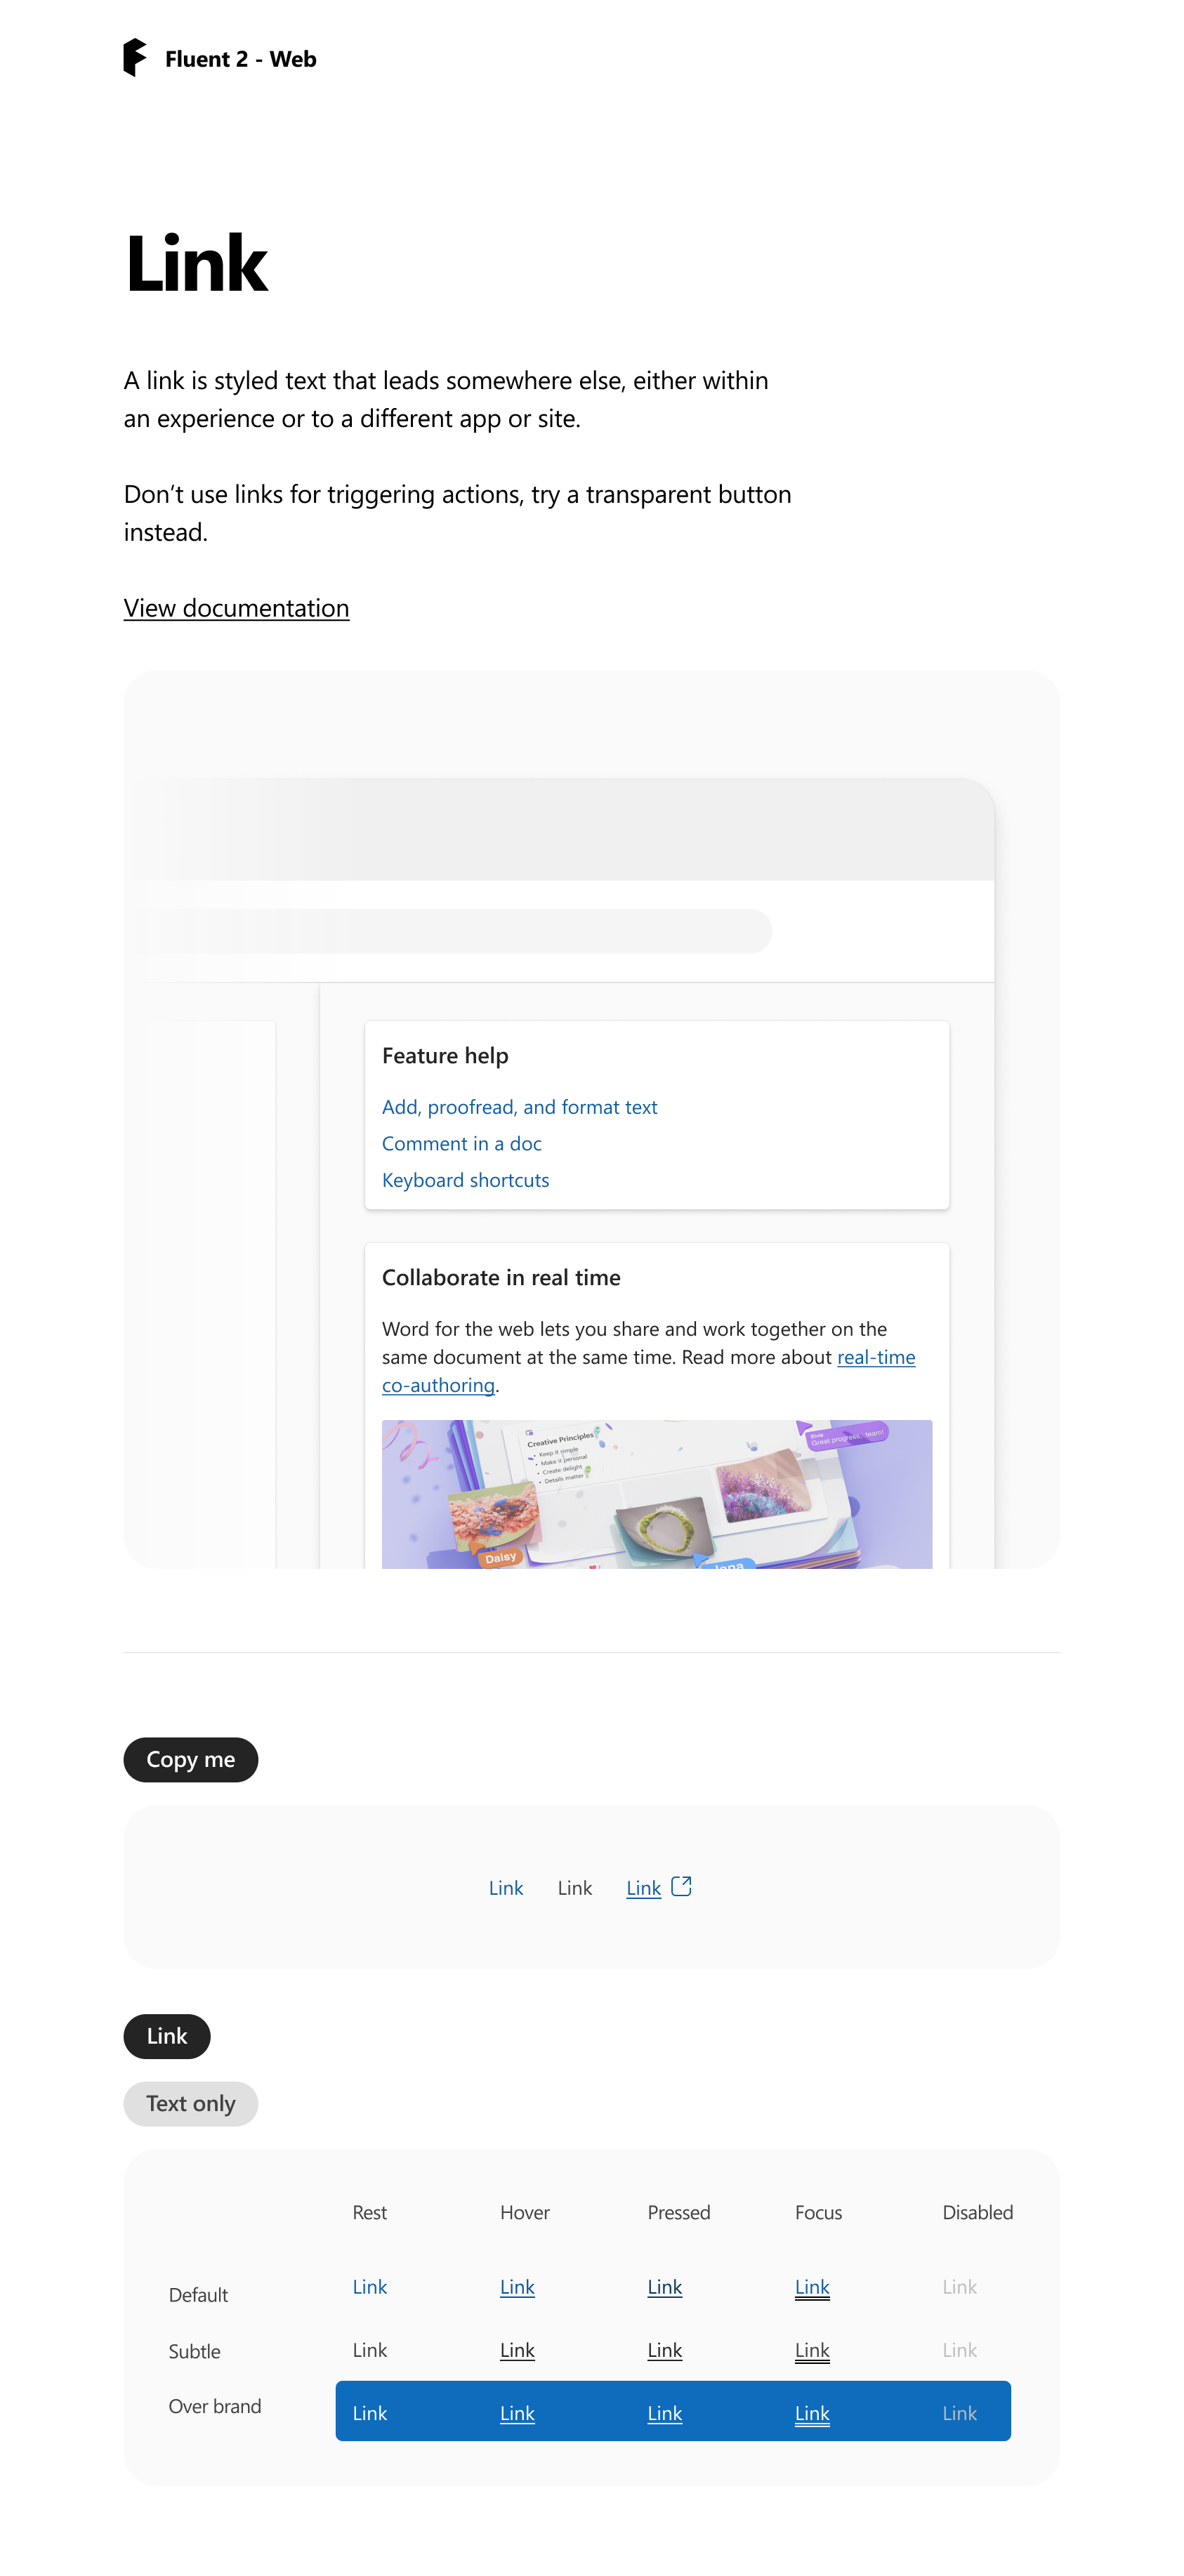 Fluent 2 - Web
Link
A link is styled text that leads somewhere else, either within
an experience or to a different app or site.
Don’t use links for triggering actions, try a transparent button
instead.
View documentation
Feature help
Add, proofread, and format text
Comment in a doc
Keyboard shortcuts
Collaborate in real time
Word for the web lets you share and work together on the
same document at the same time. Read more about real-time
co-authoring.
Creative Principles
• Keep it simple
• Make it personal
• Create delight
• Details matter
Great progress, team!
Daisy
Copy me
Link Link Link
Link
Text only
Rest Hover Pressed Focus Disabled
Default Link Link Link Link Link
Subtle Link Link Link Link Link
Over brand Link Link Link Link Link